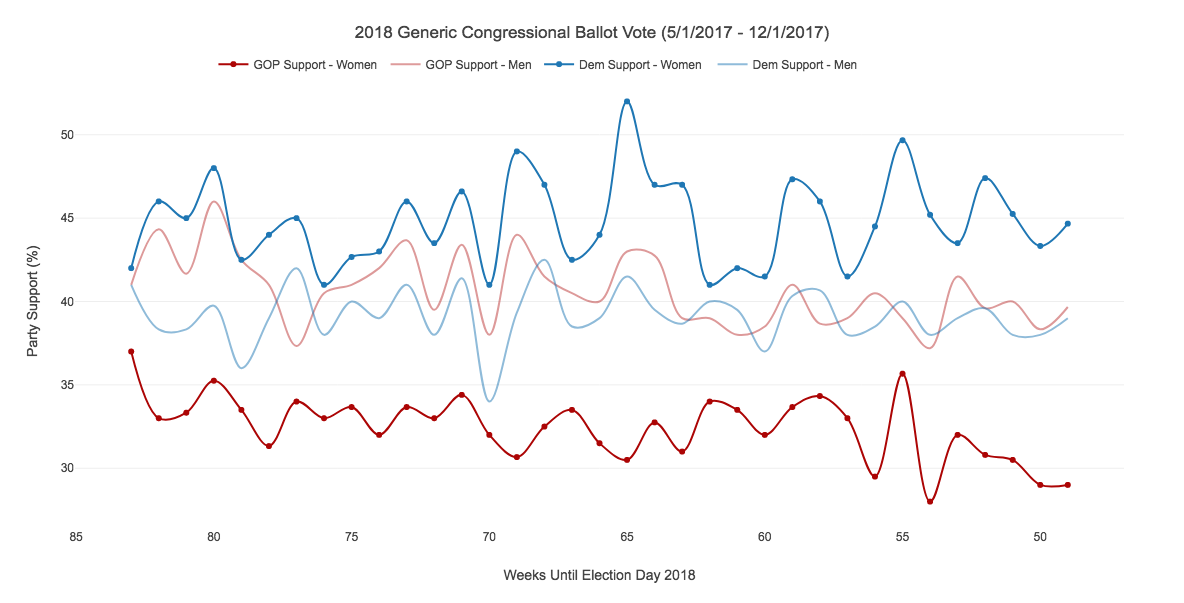 2018 Generic Congressional Ballot Vote (5/1/2017 - 12/1/2017)
GOP Support - Women GOP Support - Men Dem Support - Women Dem Support - Men
Party Support (%)
50
45
40
35
30
85 80 75 70 65 60 55 50
Weeks Until Election Day 2018